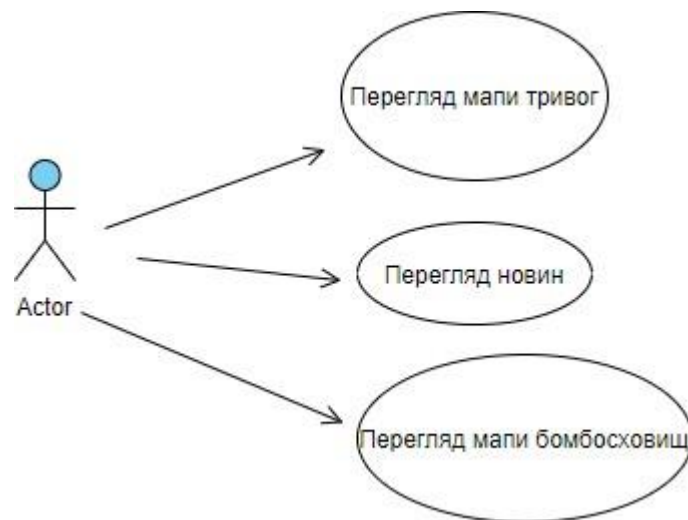 Перегляд мапи тривог
Перегляд новин
Actor
Перегляд мапи бомбосховищ